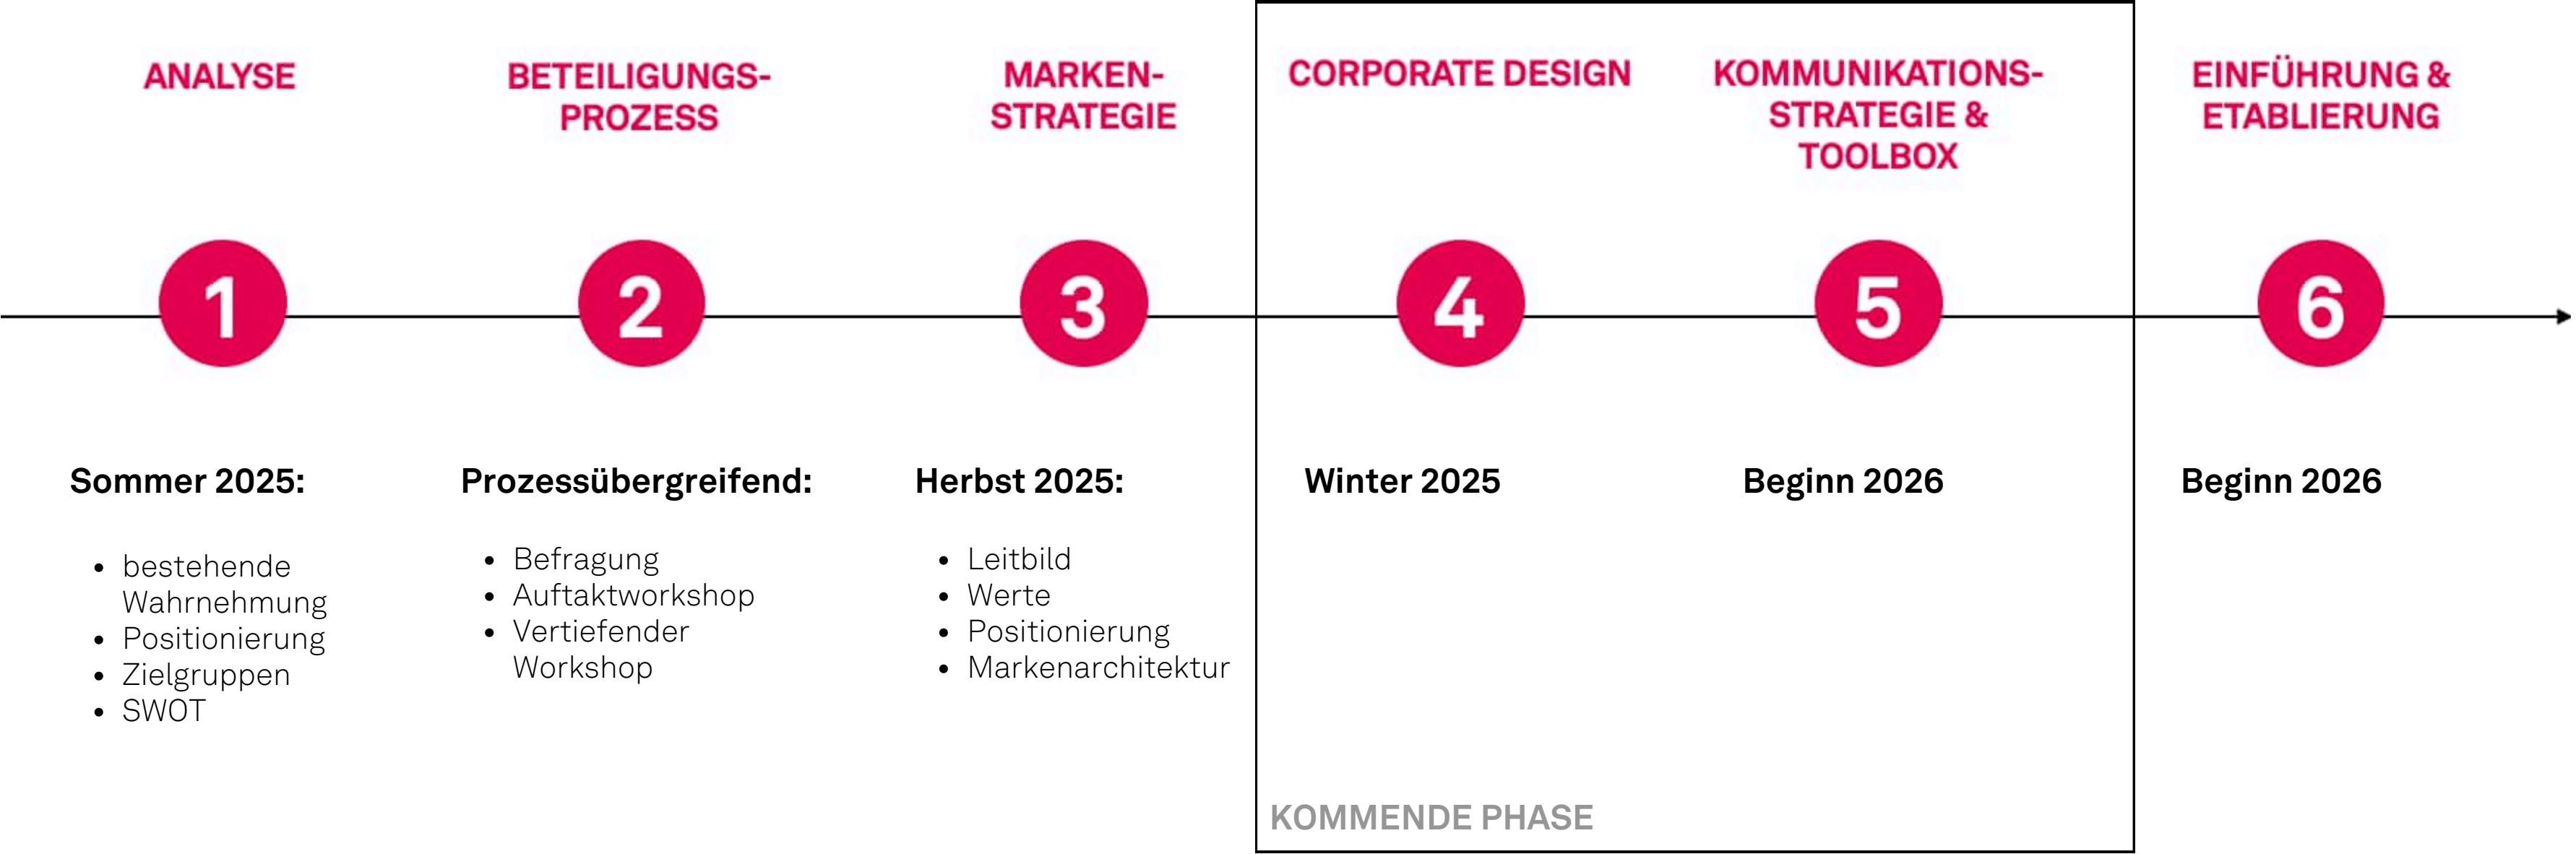 ANALYSE
BETEILIGUNGS-
PROZESS
MARKEN-
STRATEGIE
CORPORATE DESIGN
KOMMUNIKATIONS-
STRATEGIE &
TOOLBOX
EINFÜHRUNG &
ETABLIERUNG
1
2
3
4
5
6
Sommer 2025:
• bestehende
Wahrnehmung
• Positionierung
• Zielgruppen
• SWOT
Prozessübergreifend:
• Befragung
• Auftaktworkshop
• Vertiefender
Workshop
Herbst 2025:
• Leitbild
• Werte
• Positionierung
• Markenarchitektur
Winter 2025
Beginn 2026
Beginn 2026
KOMMENDE PHASE